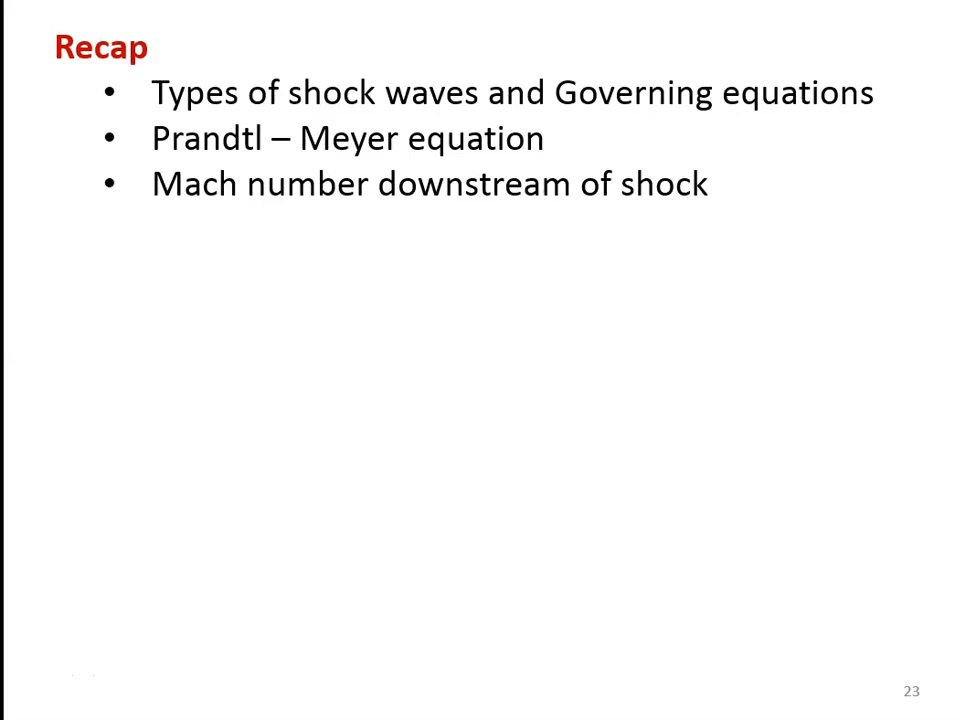 Recap
• Types of shock waves and Governing equations
• Prandtl – Meyer equation
• Mach number downstream of shock
23